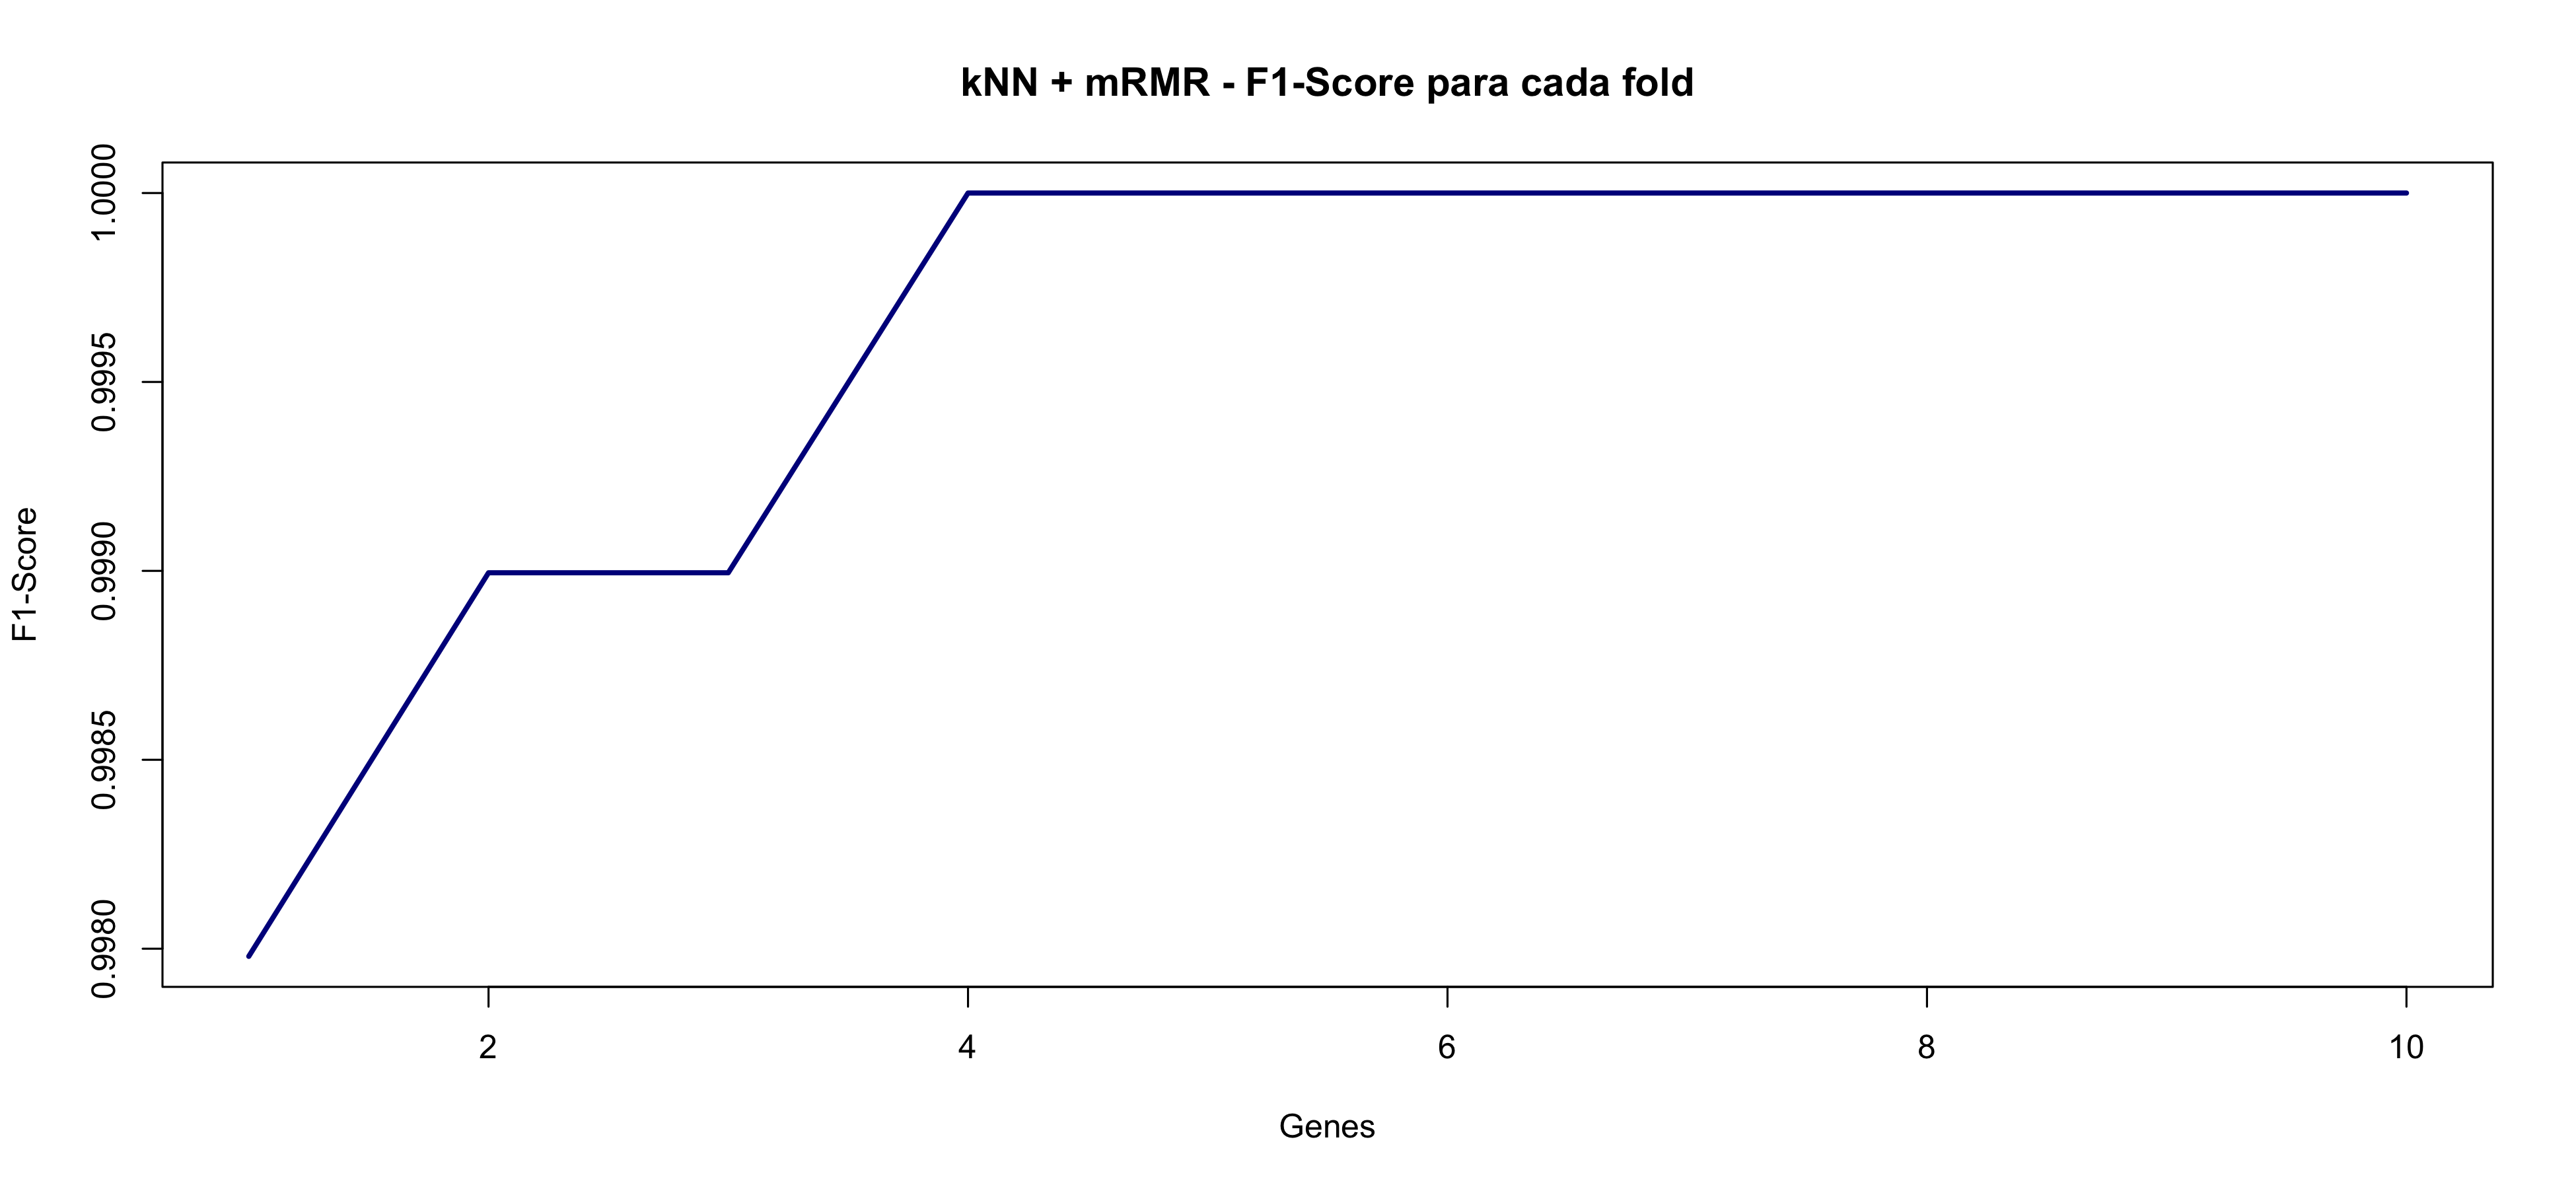 kNN + mRMR - F1-Score para cada fold
F1-Score
1.0000
0.9995
0.9990
0.9985
0.9980
2 4 6 8 10
Genes